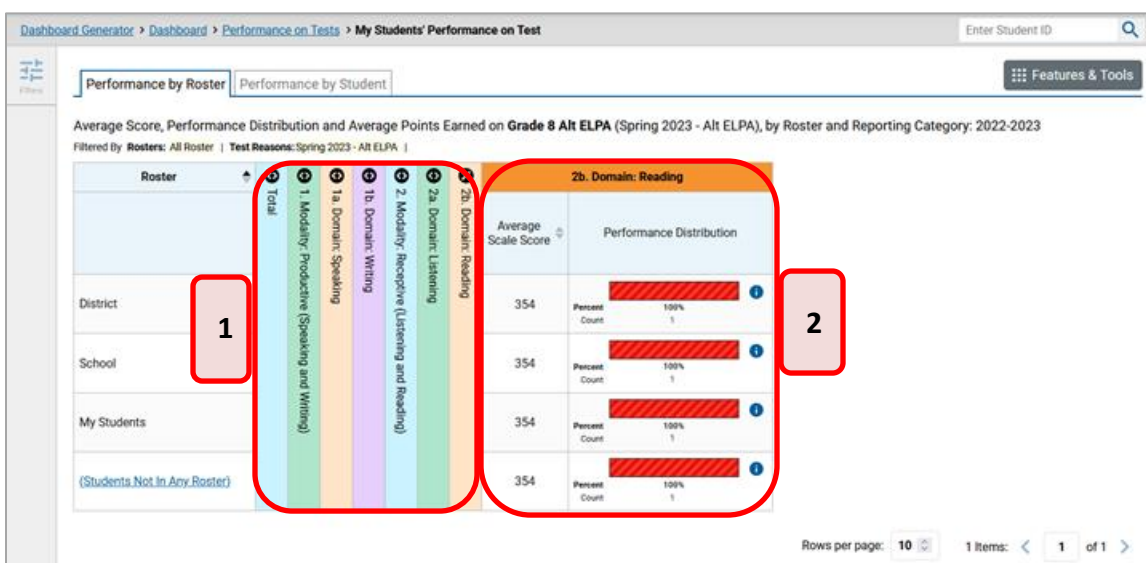 Dashboard Generator > Dashboard > Performance on Tests > My Students' Performance on Test
Enter Student ID
Filters
Performance by Roster
Performance by Student
Features & Tools
Average Score, Performance Distribution and Average Points Earned on Grade 8 Alt ELPA (Spring 2023 - Alt ELPA), by Roster and Reporting Category: 2022-2023
Filtered By Rosters: All Roster | Test Reasons: Spring 2023 - Alt ELPA |
Roster
Total
1. Modality: Productive (Speaking and Writing)
1a. Domain: Speaking
1b. Domain: Writing
2. Modality: Receptive (Listening and Reading)
2a. Domain: Listening
2b. Domain: Reading
2b. Domain: Reading
Average
Scale Score
Performance Distribution
1
2
District
354
Percent 100%
Count 1
School
354
Percent 100%
Count 1
My Students
354
Percent 100%
Count 1
(Students Not In Any Roster)
354
Percent 100%
Count 1
Rows per page: 10 1 Items: < 1 of 1 >